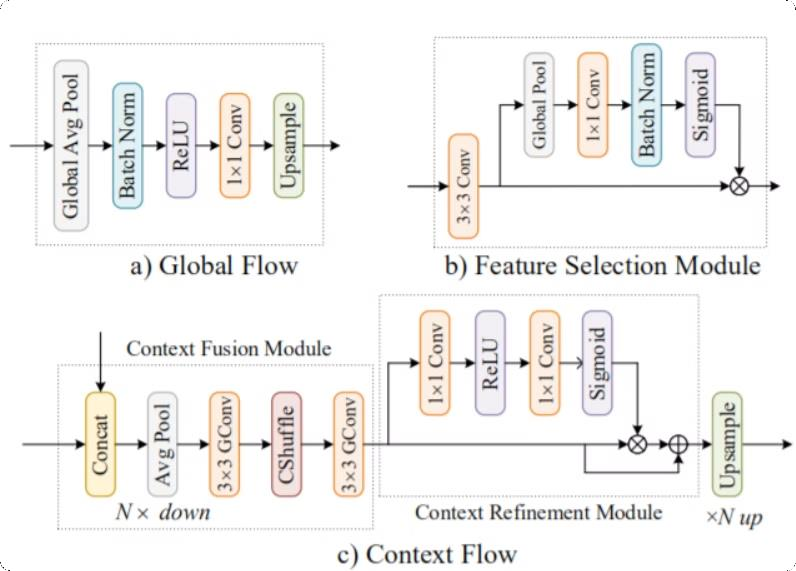 Global Avg Pool
Batch Norm
ReLU
1×1 Conv
Upsample
a) Global Flow
3×3 Conv
Global Pool
1×1 Conv
Batch Norm
Sigmoid
b) Feature Selection Module
Context Fusion Module
Concat
Avg Pool
3×3 GConv
CShuffle
3×3 GConv
N × down
1×1 Conv
ReLU
1×1 Conv
Sigmoid
Context Refinement Module
Upsample
×N up
c) Context Flow